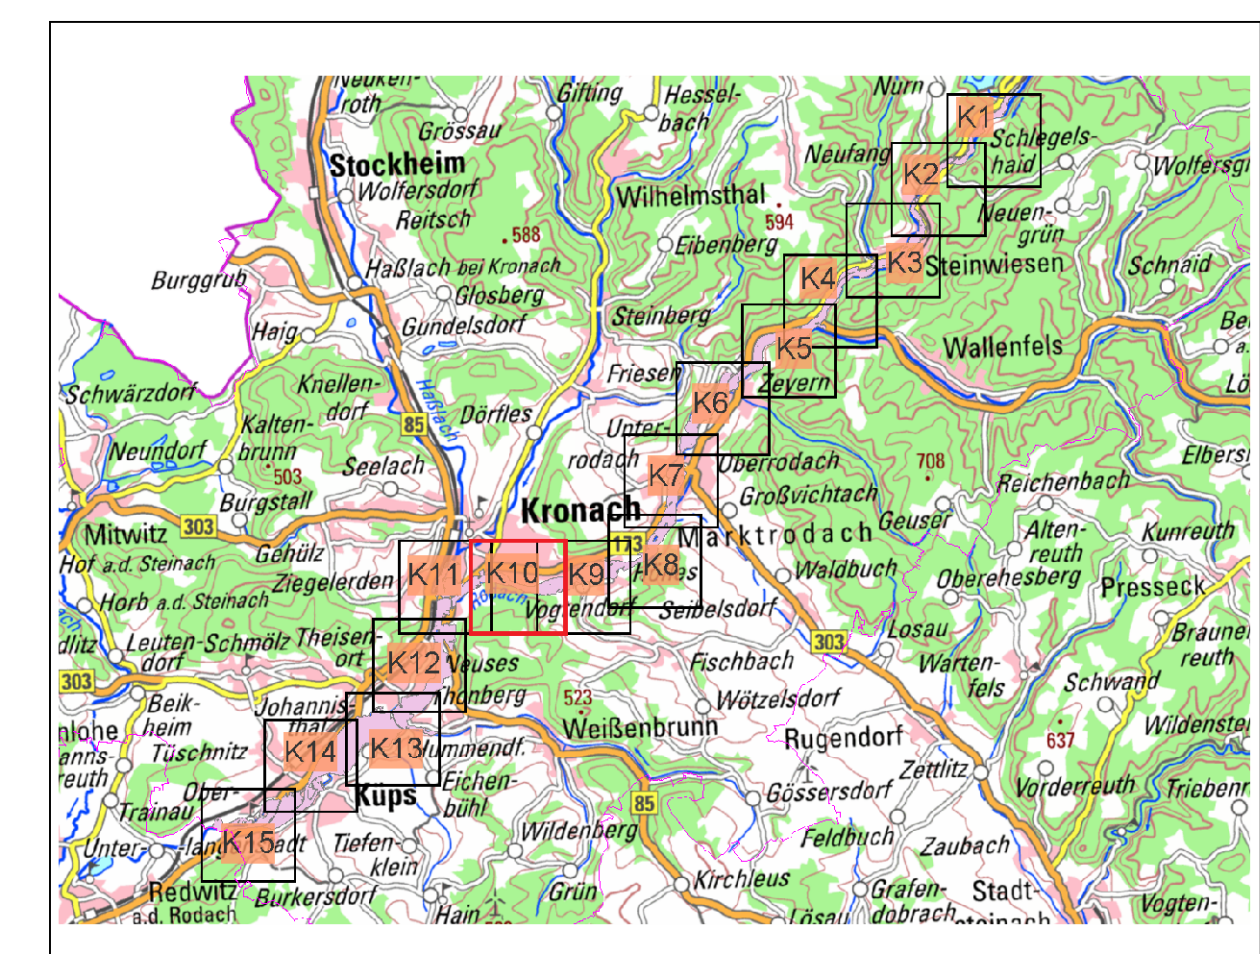 Neuken-
roth
Gifting
Hessel-
bach
Nurn
K1
Grössau
Schlegels-
haid
Stockheim
Neufang
K2
Wolfersdorf
Wilhelmsthal
Reitsch
594
Neuen-
grün
588
Eibenberg
Burggrub
Haßlach bei Kronach
K3
Steinwiesen
Schnaid
K4
Glosberg
Haig
Gundelsdorf
Steinberg
K5
Wallenfels
Schwärzdorf
Knellen-
dorf
Haßlach
Friesen
Zeyern
K6
85
Dörfles
Kalten-
brunn
Unter-
rodach
Neundorf
503
Seelach
K7
Oberrodach
708
Reichenbach
Burgstall
Großvichtach
Mitwitz
303
Kronach
Geuser
Alten-
reuth
Kunreuth
Gehülz
173
Marktrodach
Hof a.d. Steinach
Ziegelerden
K11
K10
K9
K8
Waldbuch
Oberehesberg
Presseck
Horb a.d. Steinach
Rodach
Vogtendorf
Seibelsdorf
Leuten-
dorf
Schmölz
Theisen-
ort
K12
Neuses
303
Losau
303
Fischbach
Warten-
fels
Schwand
Beik-
heim
Johannis-
thal
Wötzelsdorf
523
Tüschnitz
K14
K13
Hummendf.
Weißenbrunn
Rugendorf
637
Küps
Eichen-
bühl
Zettlitz
Vorderreuth
Ober-
Trainau
85
Gössersdorf
Unter-
K15
Tiefen-
klein
Wildenberg
Feldbuch
Zaubach
Redwitz
a.d. Rodach
Burkersdorf
Grün
Kirchleus
Grafen-
dobrach
Stadt-
steinach
Vogten-
Hain
Lösau